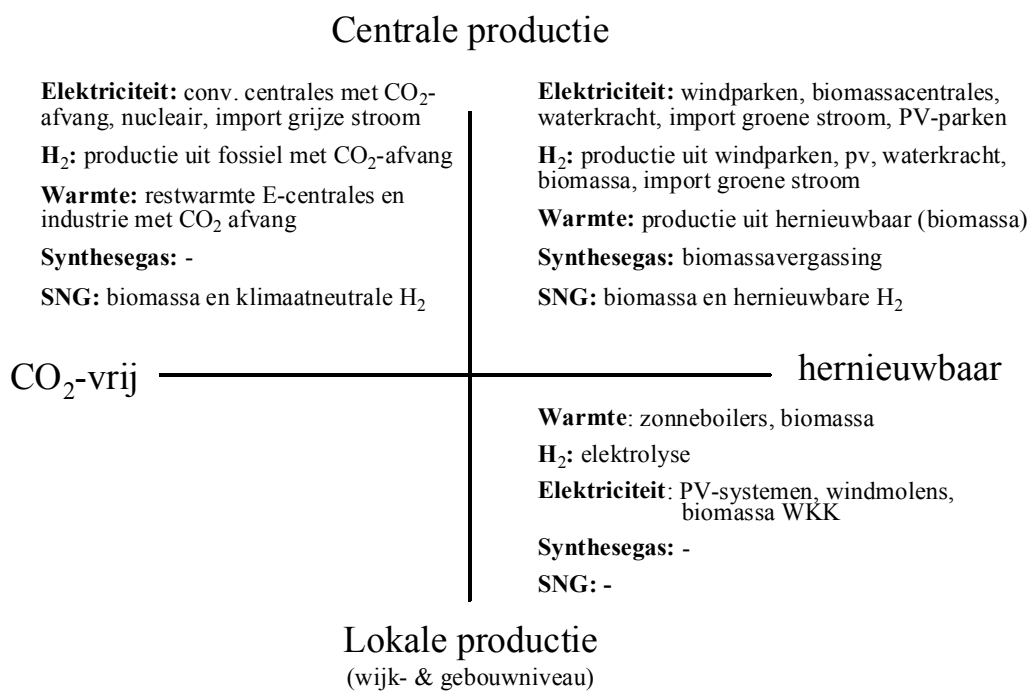 Centrale productie
Elektriciteit: conv. centrales met CO₂-
afvang, nucleair, import grijze stroom
H₂: productie uit fossiel met CO₂-afvang
Warmte: restwarmte E-centrales en
industrie met CO₂ afvang
Synthesegas: -
SNG: biomassa en klimaatneutrale H₂
Elektriciteit: windparken, biomassacentrales,
waterkracht, import groene stroom, PV-parken
H₂: productie uit windparken, pv, waterkracht,
biomassa, import groene stroom
Warmte: productie uit hernieuwbaar (biomassa)
Synthesegas: biomassavergassing
SNG: biomassa en hernieuwbare H₂
CO₂-vrij
hernieuwbaar
Warmte: zonneboilers, biomassa
H₂: elektrolyse
Elektriciteit: PV-systemen, windmolens,
biomassa WKK
Synthesegas: -
SNG: -
Lokale productie
(wijk- & gebouwniveau)